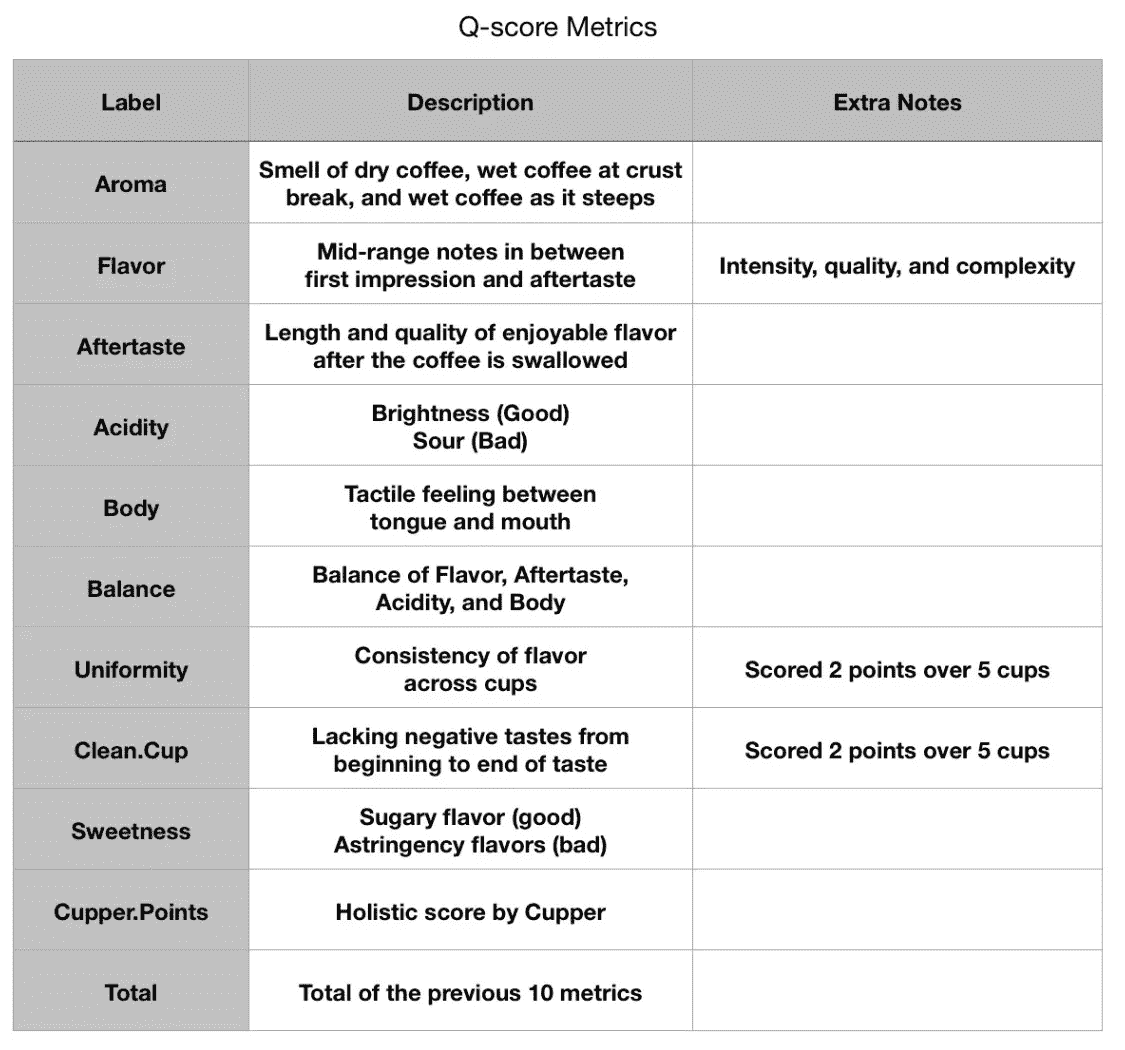 Q-score Metrics
Label Description Extra Notes
Aroma
Smell of dry coffee, wet coffee at crust
break, and wet coffee as it steeps
Flavor
Mid-range notes in between
first impression and aftertaste
Intensity, quality, and complexity
Aftertaste
Length and quality of enjoyable flavor
after the coffee is swallowed
Acidity
Brightness (Good)
Sour (Bad)
Body
Tactile feeling between
tongue and mouth
Balance
Balance of Flavor, Aftertaste,
Acidity, and Body
Uniformity
Consistency of flavor
across cups
Scored 2 points over 5 cups
Clean.Cup
Lacking negative tastes from
beginning to end of taste
Scored 2 points over 5 cups
Sweetness
Sugary flavor (good)
Astringency flavors (bad)
Cupper.Points
Holistic score by Cupper
Total
Total of the previous 10 metrics